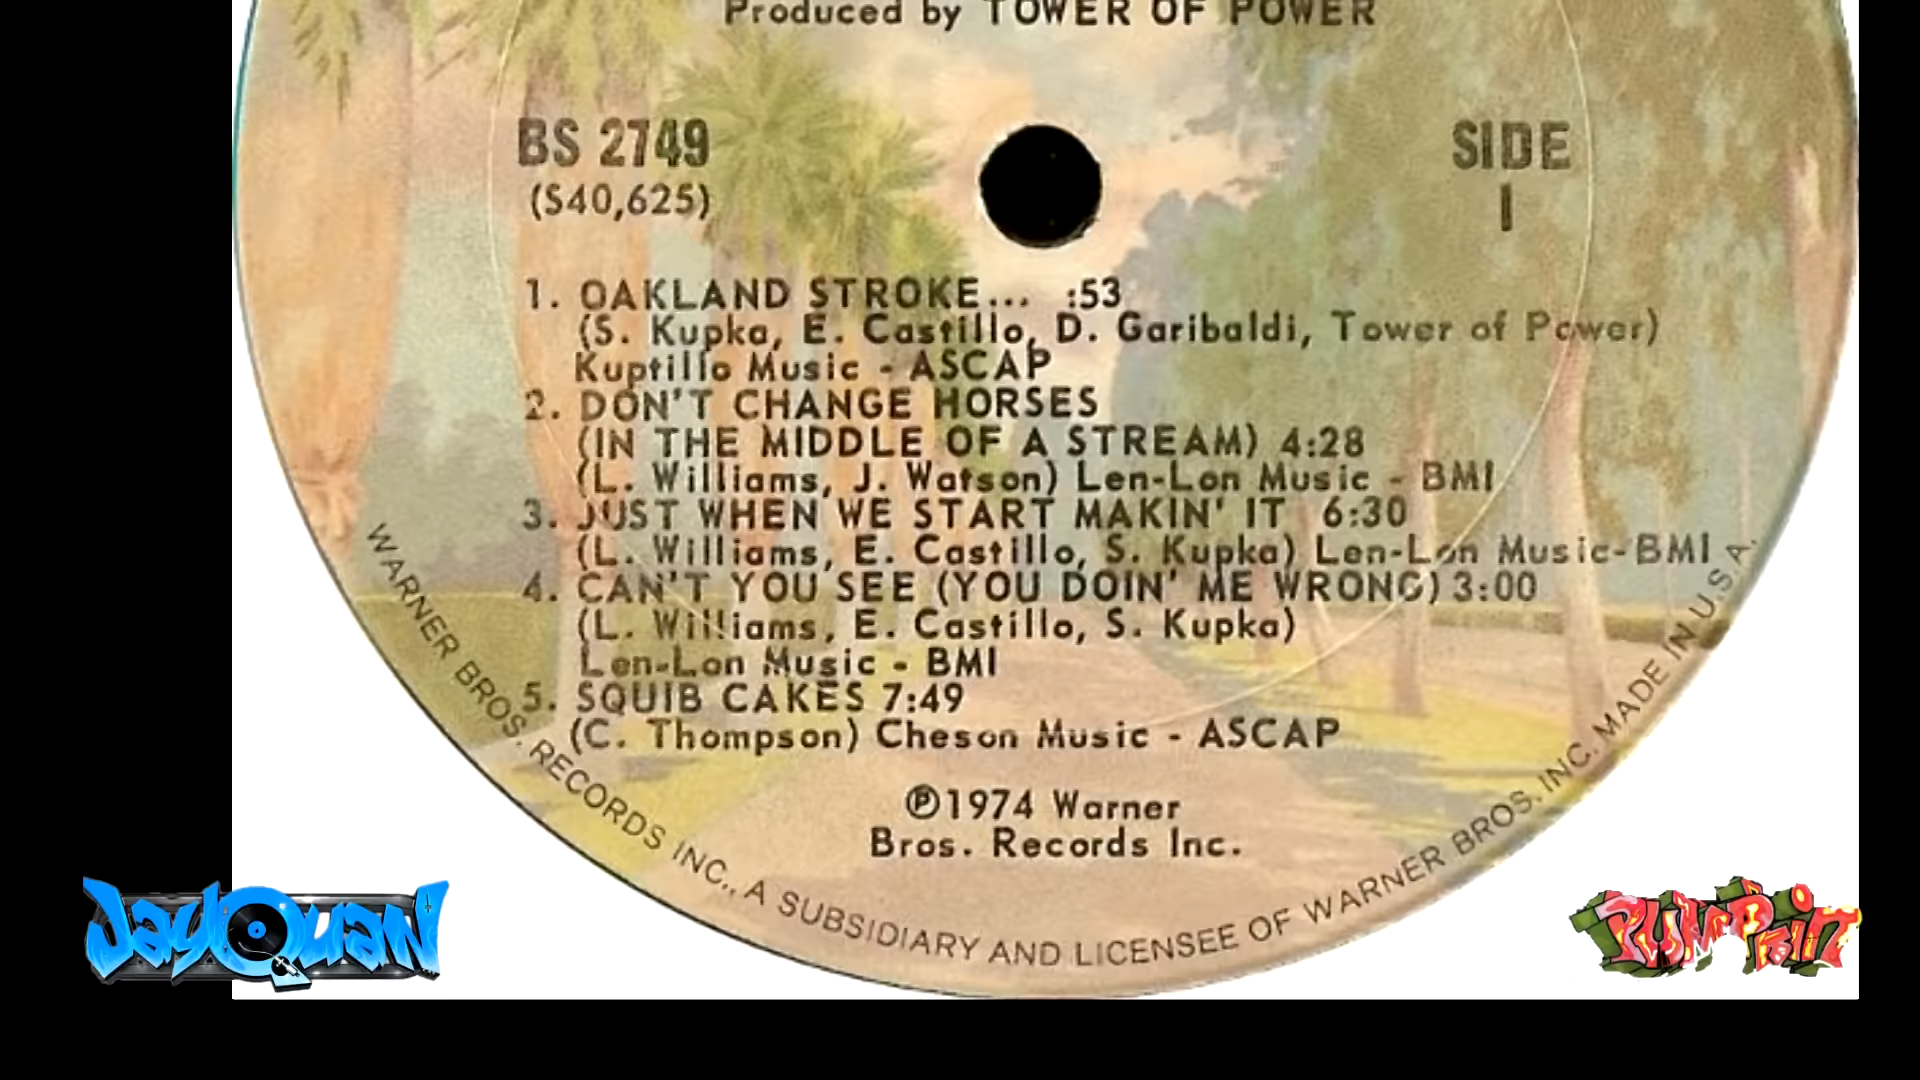 Produced by TOWER OF POWER
BS 2749
(S40,625)
SIDE
1
1. OAKLAND STROKE... :53
(S. Kupka, E. Castillo, D. Garibaldi, Tower of Power)
Kuptillo Music - ASCAP
2. DON'T CHANGE HORSES
(IN THE MIDDLE OF A STREAM) 4:28
(L. Williams, J. Watson) Len-Lon Music - BMI
3. JUST WHEN WE START MAKIN' IT 6:30
(L. Williams, E. Castillo, S. Kupka) Len-Lon Music-BMI
4. CAN'T YOU SEE (YOU DOIN' ME WRONG) 3:00
(L. Williams, E. Castillo, S. Kupka)
Len-Lon Music - BMI
5. SQUIB CAKES 7:49
(C. Thompson) Cheson Music - ASCAP
℗1974 Warner
Bros. Records Inc.
WARNER BROS. RECORDS INC., A SUBSIDIARY AND LICENSEE OF WARNER BROS. INC. MADE IN U.S.A.
JayQuan
PUMPKIN